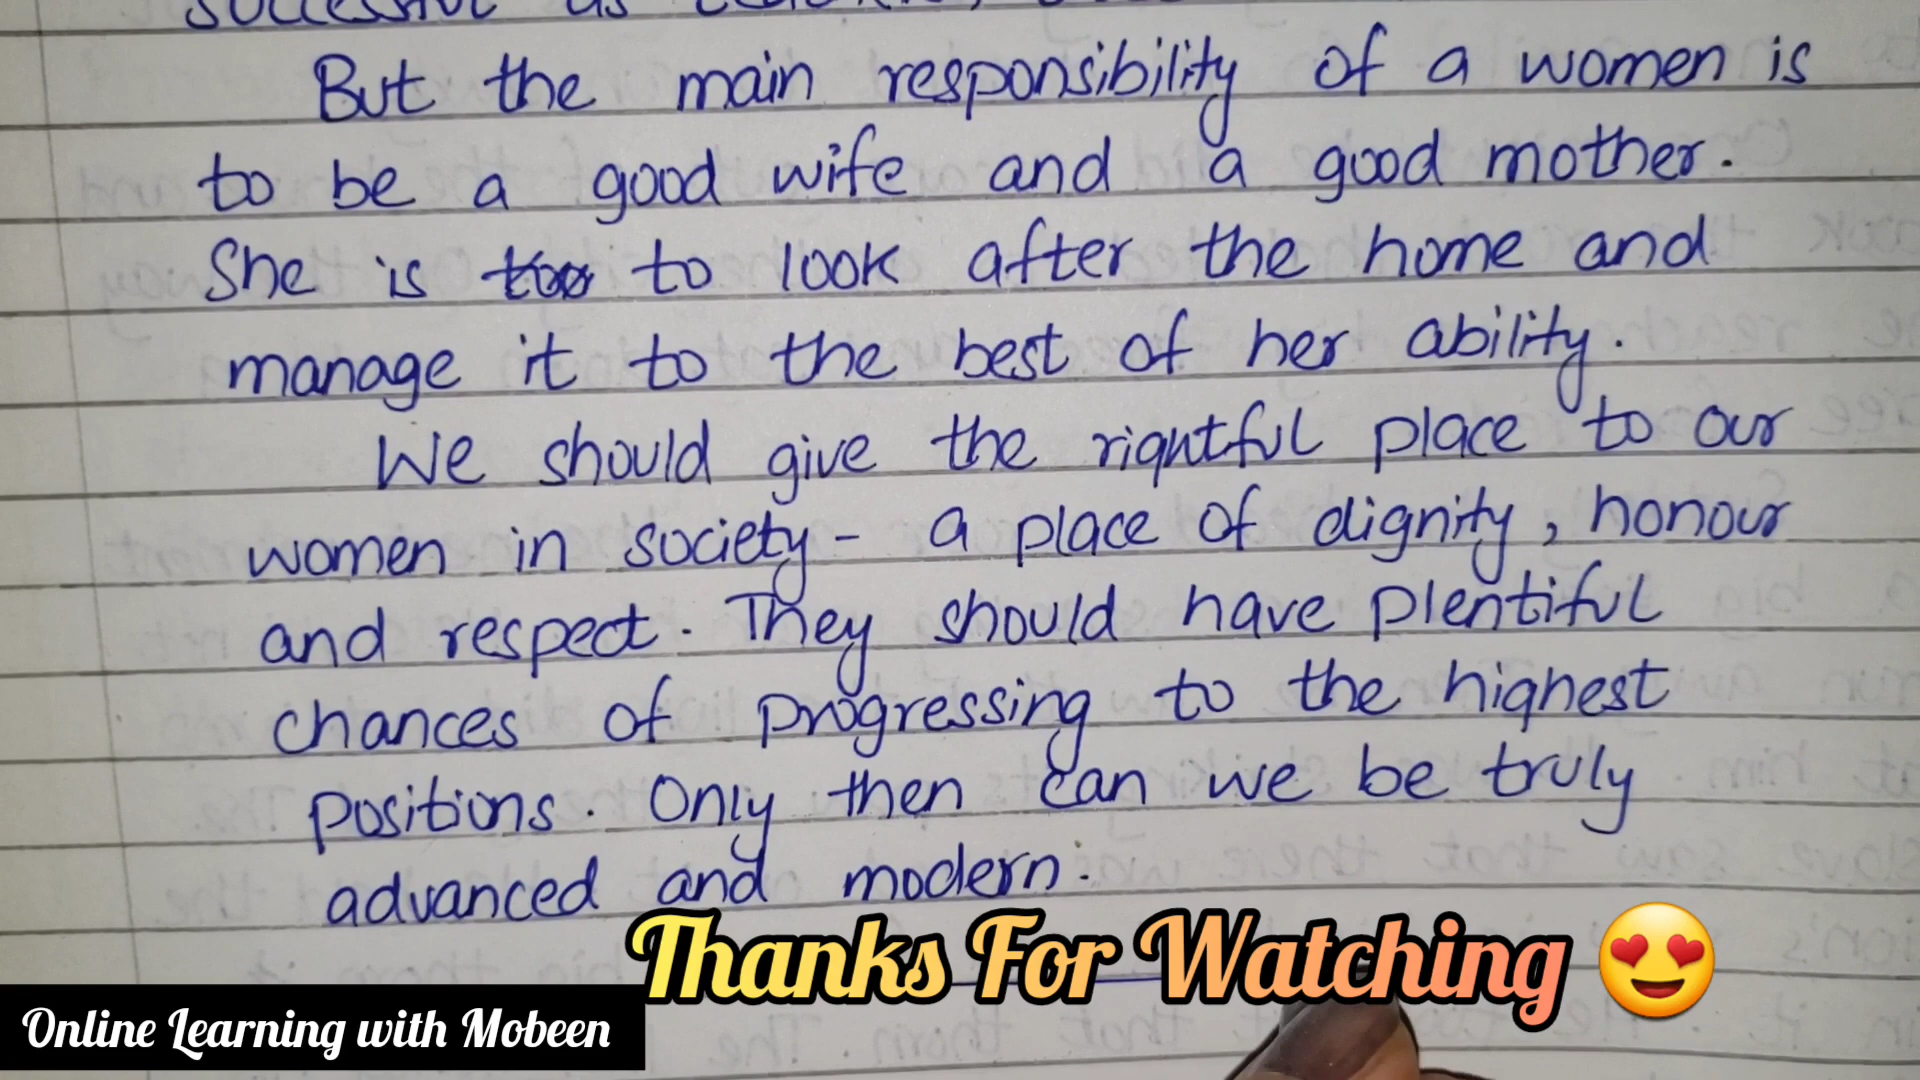 But the main responsibility of a women is
to be a good wife and a good mother.
She is to look after the home and
manage it to the best of her ability.
We should give the rightful place to our
women in society - a place of dignity, honour
and respect. They should have plentiful
chances of progressing to the highest
positions. Only then can we be truly
advanced and modern.
Thanks For Watching 😍
Online Learning with Mobeen